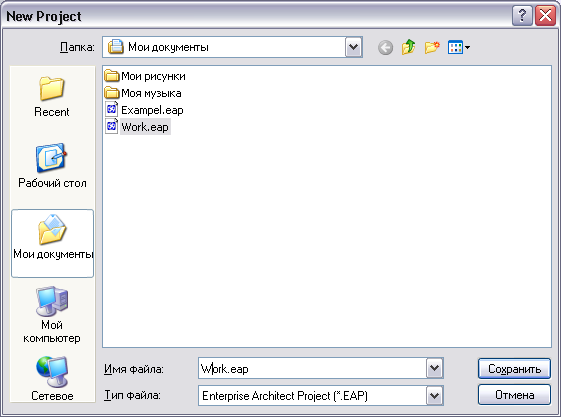 New Project
Папка:
Мои документы
Recent
Рабочий стол
Мои документы
Мой
компьютер
Сетевое
Мои рисунки
Моя музыка
Exampel.eap
Work.eap
Имя файла:
Work.eap
Сохранить
Тип файла:
Enterprise Architect Project (*.EAP)
Отмена